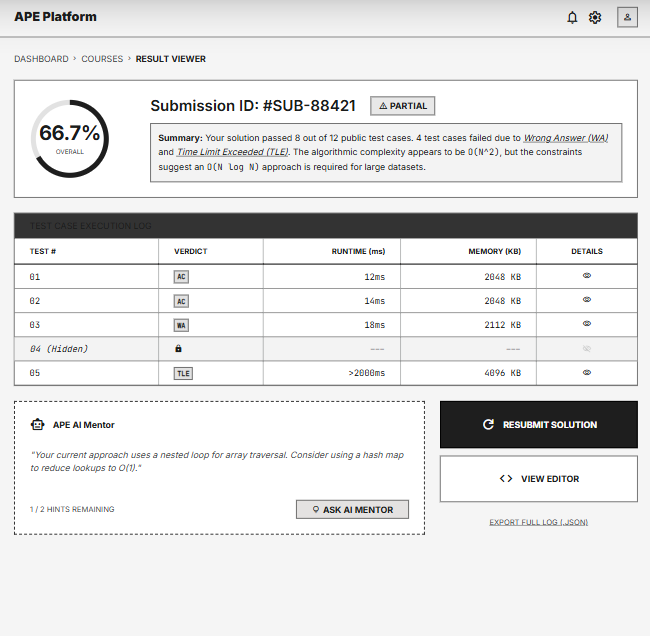 APE Platform
DASHBOARD › COURSES › RESULT VIEWER
66.7%
OVERALL
Submission ID: #SUB-88421
PARTIAL
Summary: Your solution passed 8 out of 12 public test cases. 4 test cases failed due to Wrong Answer (WA)
and Time Limit Exceeded (TLE). The algorithmic complexity appears to be O(N^2), but the constraints
suggest an O(N log N) approach is required for large datasets.
TEST CASE EXECUTION LOG
TEST # VERDICT RUNTIME (ms) MEMORY (KB) DETAILS
01 AC 12ms 2048 KB
02 AC 14ms 2048 KB
03 WA 18ms 2112 KB
04 (Hidden) --- ---
05 TLE >2000ms 4096 KB
APE AI Mentor
"Your current approach uses a nested loop for array traversal. Consider using a hash map
to reduce lookups to O(1)."
1 / 2 HINTS REMAINING
ASK AI MENTOR
RESUBMIT SOLUTION
VIEW EDITOR
EXPORT FULL LOG (.JSON)